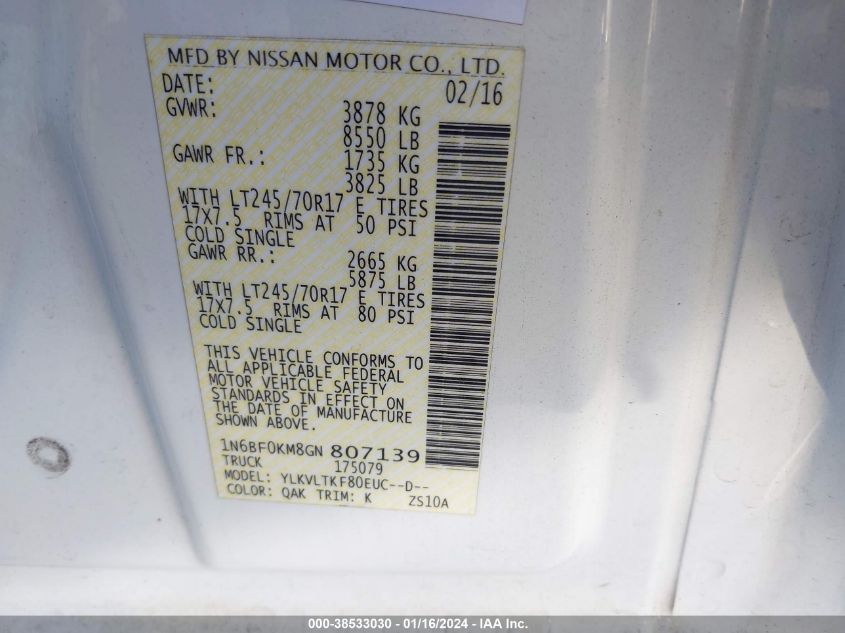 MFD BY NISSAN MOTOR CO., LTD.
DATE: 02/16
GVWR: 3878 KG
8550 LB
GAWR FR.: 1735 KG
3825 LB
WITH LT245/70R17 E TIRES
17X7.5 RIMS AT 50 PSI
COLD SINGLE
GAWR RR.: 2665 KG
5875 LB
WITH LT245/70R17 E TIRES
17X7.5 RIMS AT 80 PSI
COLD SINGLE
THIS VEHICLE CONFORMS TO
ALL APPLICABLE FEDERAL
MOTOR VEHICLE SAFETY
STANDARDS IN EFFECT ON
THE DATE OF MANUFACTURE
SHOWN ABOVE.
1N6BF0KM8GN 807139
TRUCK 175079
MODEL: YLKVLTKF80EUC--D--
COLOR: QAK TRIM: K ZS10A
000-38533030 - 01/16/2024 - IAA Inc.